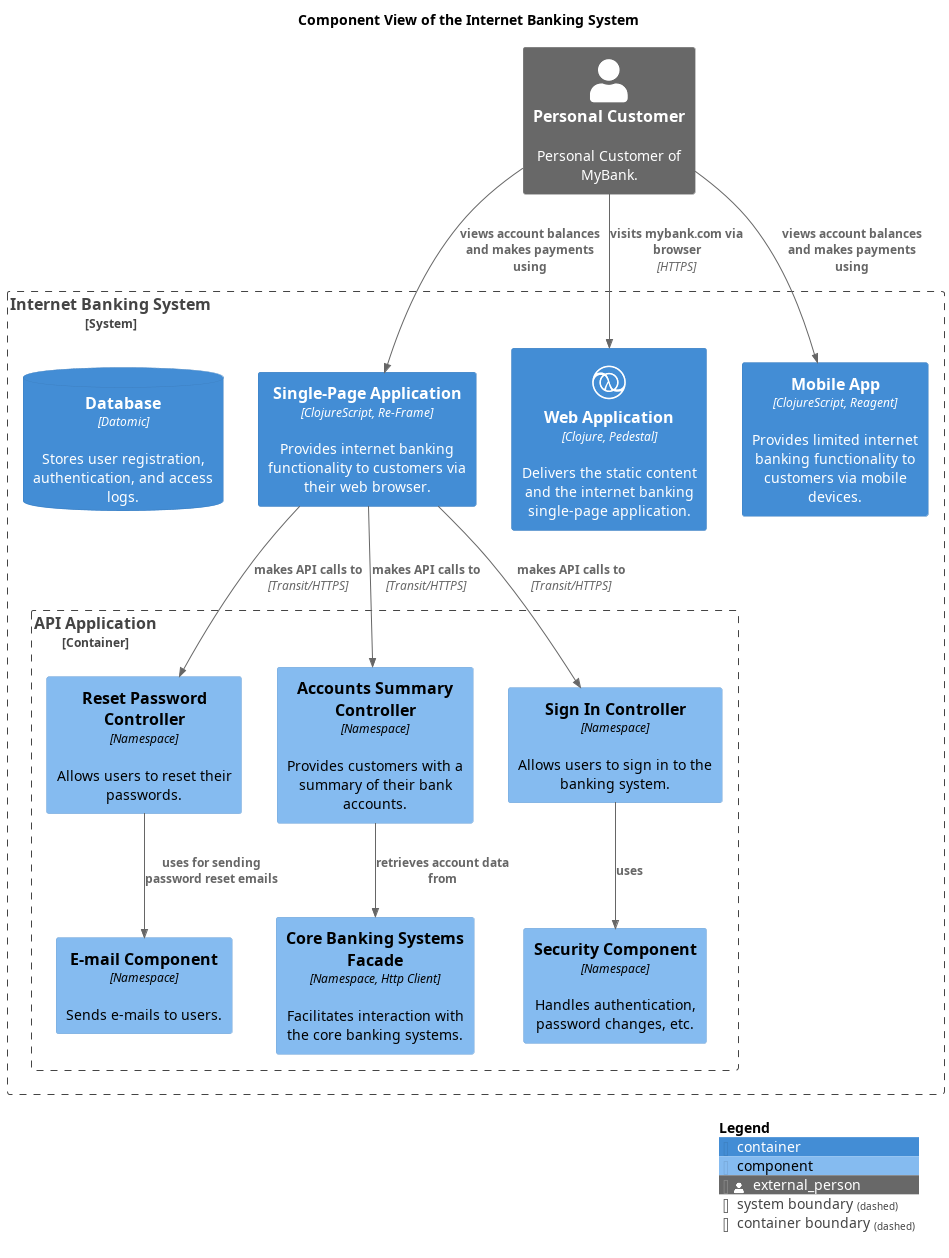 Component View of the Internet Banking System
Personal Customer
Personal Customer of
MyBank.
views account balances
and makes payments
using
visits mybank.com via
browser
[HTTPS]
views account balances
and makes payments
using
Internet Banking System
[System]
Database
[Datomic]
Stores user registration,
authentication, and access
logs.
Single-Page Application
[ClojureScript, Re-Frame]
Provides internet banking
functionality to customers via
their web browser.
Web Application
[Clojure, Pedestal]
Delivers the static content
and the internet banking
single-page application.
Mobile App
[ClojureScript, Reagent]
Provides limited internet
banking functionality to
customers via mobile
devices.
makes API calls to
[Transit/HTTPS]
makes API calls to
[Transit/HTTPS]
makes API calls to
[Transit/HTTPS]
API Application
[Container]
Reset Password
Controller
[Namespace]
Allows users to reset their
passwords.
Accounts Summary
Controller
[Namespace]
Provides customers with a
summary of their bank
accounts.
Sign In Controller
[Namespace]
Allows users to sign in to the
banking system.
uses for sending
password reset emails
retrieves account data
from
uses
E-mail Component
[Namespace]
Sends e-mails to users.
Core Banking Systems
Facade
[Namespace, Http Client]
Facilitates interaction with
the core banking systems.
Security Component
[Namespace]
Handles authentication,
password changes, etc.
Legend
container
component
external_person
system boundary (dashed)
container boundary (dashed)